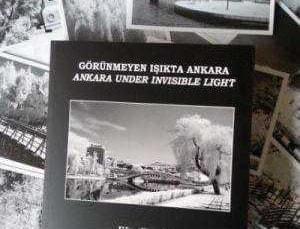 GÖRÜNMEYEN IŞIKTA ANKARA
ANKARA UNDER INVISIBLE LIGHT